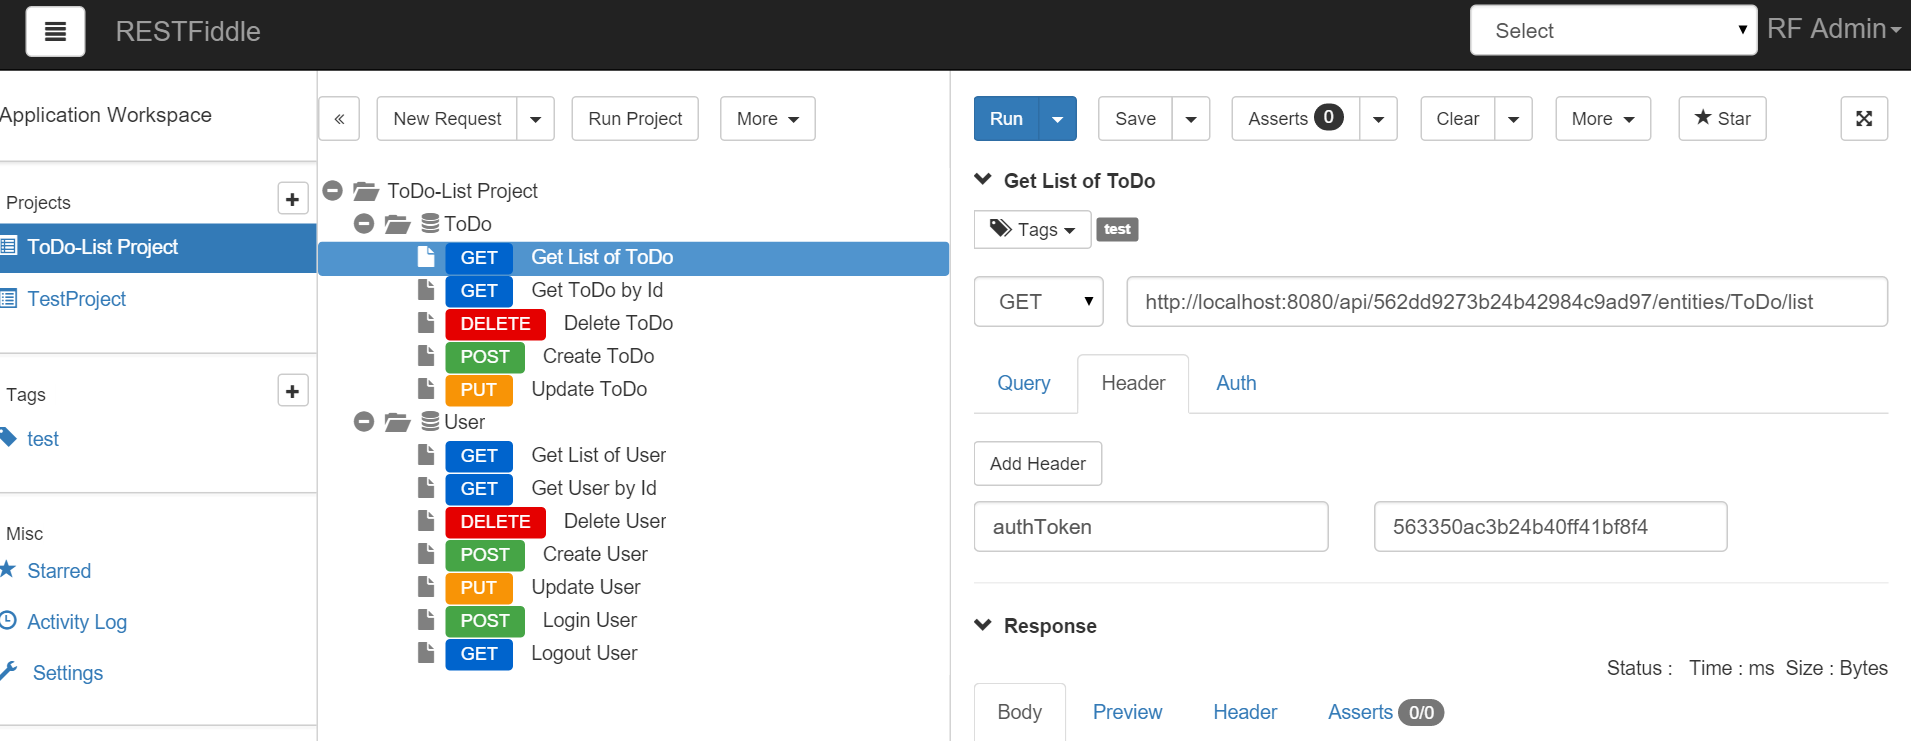 RESTFiddle
Select
RF Admin
Application Workspace
Projects
ToDo-List Project
TestProject
Tags
test
Misc
Starred
Activity Log
Settings
« New Request Run Project More
ToDo-List Project
ToDo
GET Get List of ToDo
GET Get ToDo by Id
DELETE Delete ToDo
POST Create ToDo
PUT Update ToDo
User
GET Get List of User
GET Get User by Id
DELETE Delete User
POST Create User
PUT Update User
POST Login User
GET Logout User
Run Save Asserts 0 Clear More Star
Get List of ToDo
Tags test
GET http://localhost:8080/api/562dd9273b24b42984c9ad97/entities/ToDo/list
Query Header Auth
Add Header
authToken 563350ac3b24b40ff41bf8f4
Response
Status : Time : ms Size : Bytes
Body Preview Header Asserts 0/0